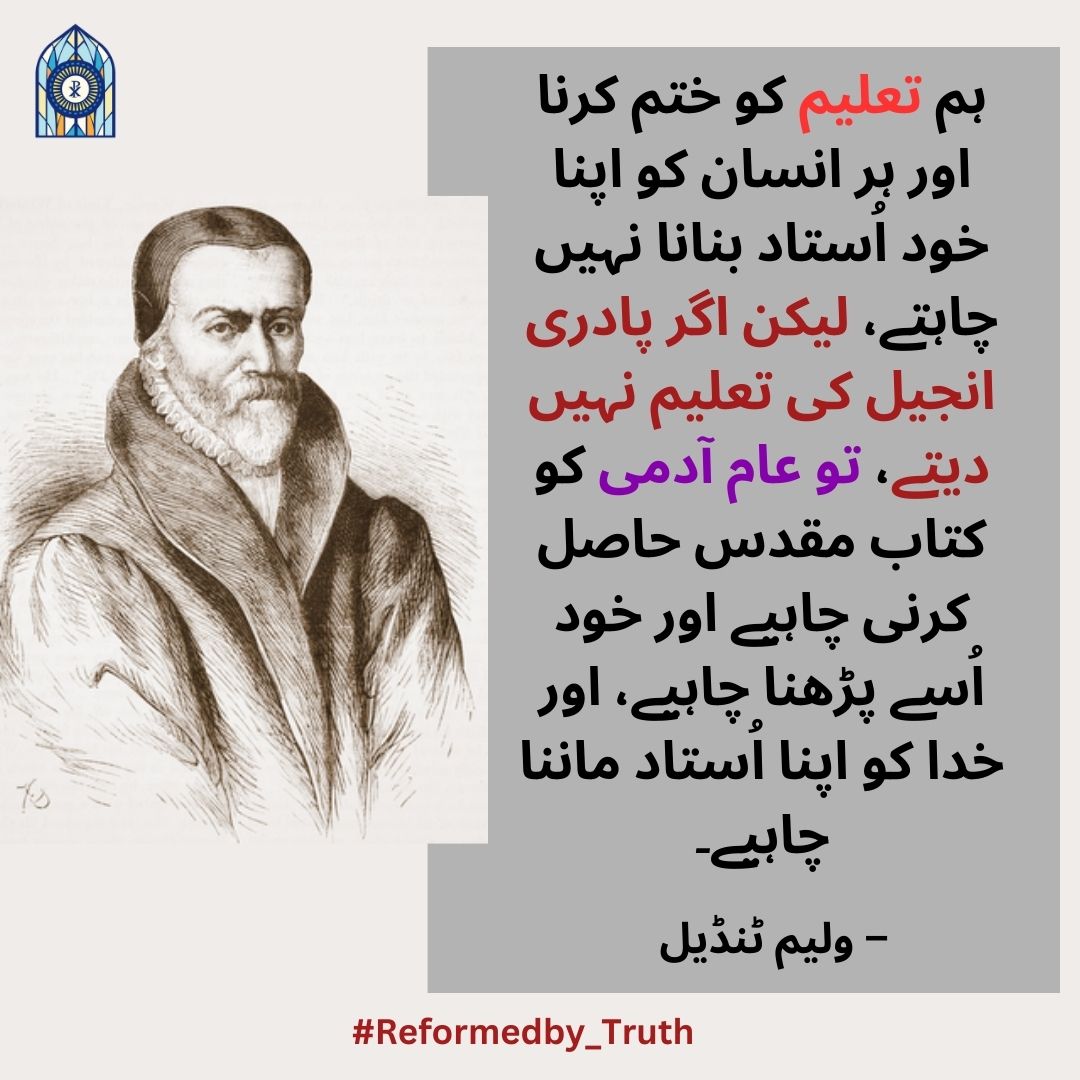 ہم تعلیم کو ختم کرنا
اور ہر انسان کو اپنا
خود اُستاد بنانا نہیں
چاہتے، لیکن اگر پادری
انجیل کی تعلیم نہیں
دیتے، تو عام آدمی کو
کتاب مقدس حاصل
کرنی چاہیے اور خود
اُسے پڑھنا چاہیے، اور
خدا کو اپنا اُستاد ماننا
چاہیے۔
– ولیم ٹنڈیل
#Reformedby_Truth